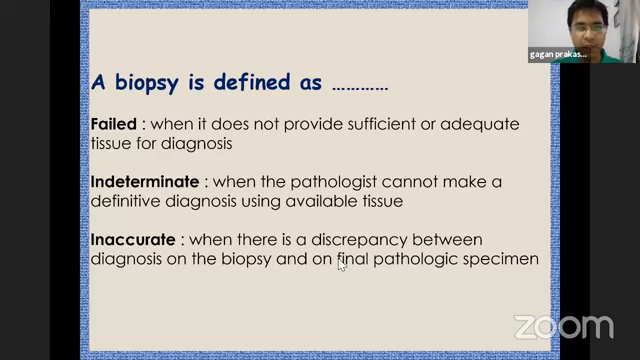 gagan prakas...
A biopsy is defined as ............
Failed : when it does not provide sufficient or adequate
tissue for diagnosis
Indeterminate : when the pathologist cannot make a
definitive diagnosis using available tissue
Inaccurate : when there is a discrepancy between
diagnosis on the biopsy and on final pathologic specimen
zoom